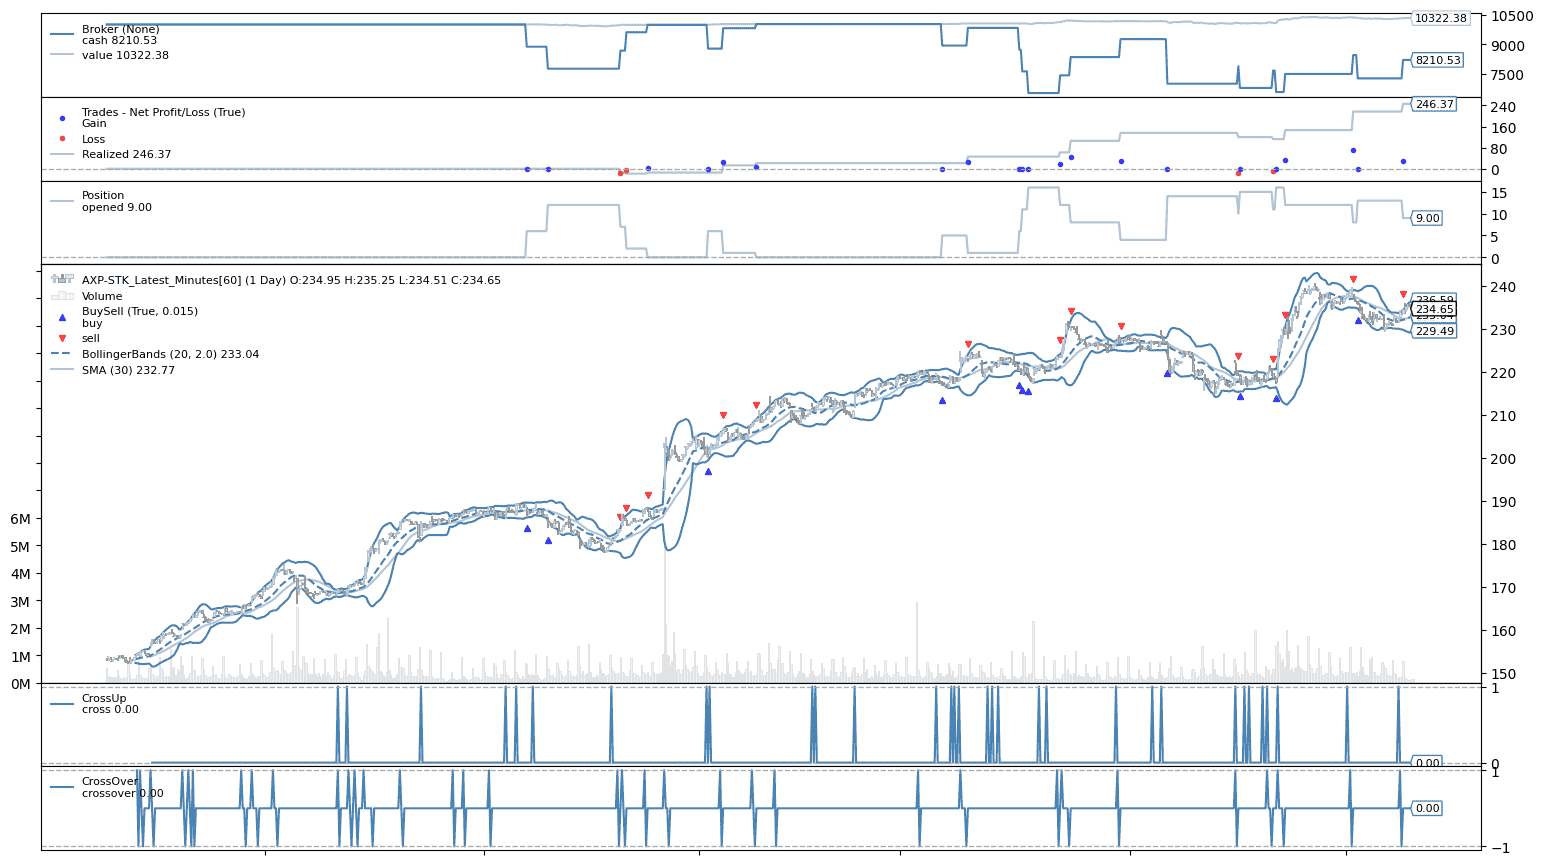 Broker (None)
cash 8210.53
value 10322.38
10500
10322.38
9000
8210.53
7500
Trades - Net Profit/Loss (True)
Gain
Loss
Realized 246.37
246.37
240
160
80
0
Position
opened 9.00
15
10
9.00
5
0
AXP-STK_Latest_Minutes[60] (1 Day) O:234.95 H:235.25 L:234.51 C:234.65
Volume
BuySell (True, 0.015)
buy
sell
BollingerBands (20, 2.0) 233.04
SMA (30) 232.77
240
236.59
234.65
230
229.49
220
210
200
190
180
170
160
150
6M
5M
4M
3M
2M
1M
0M
CrossUp
cross 0.00
1
0.00
0
CrossOver
crossover 0.00
1
0.00
−1